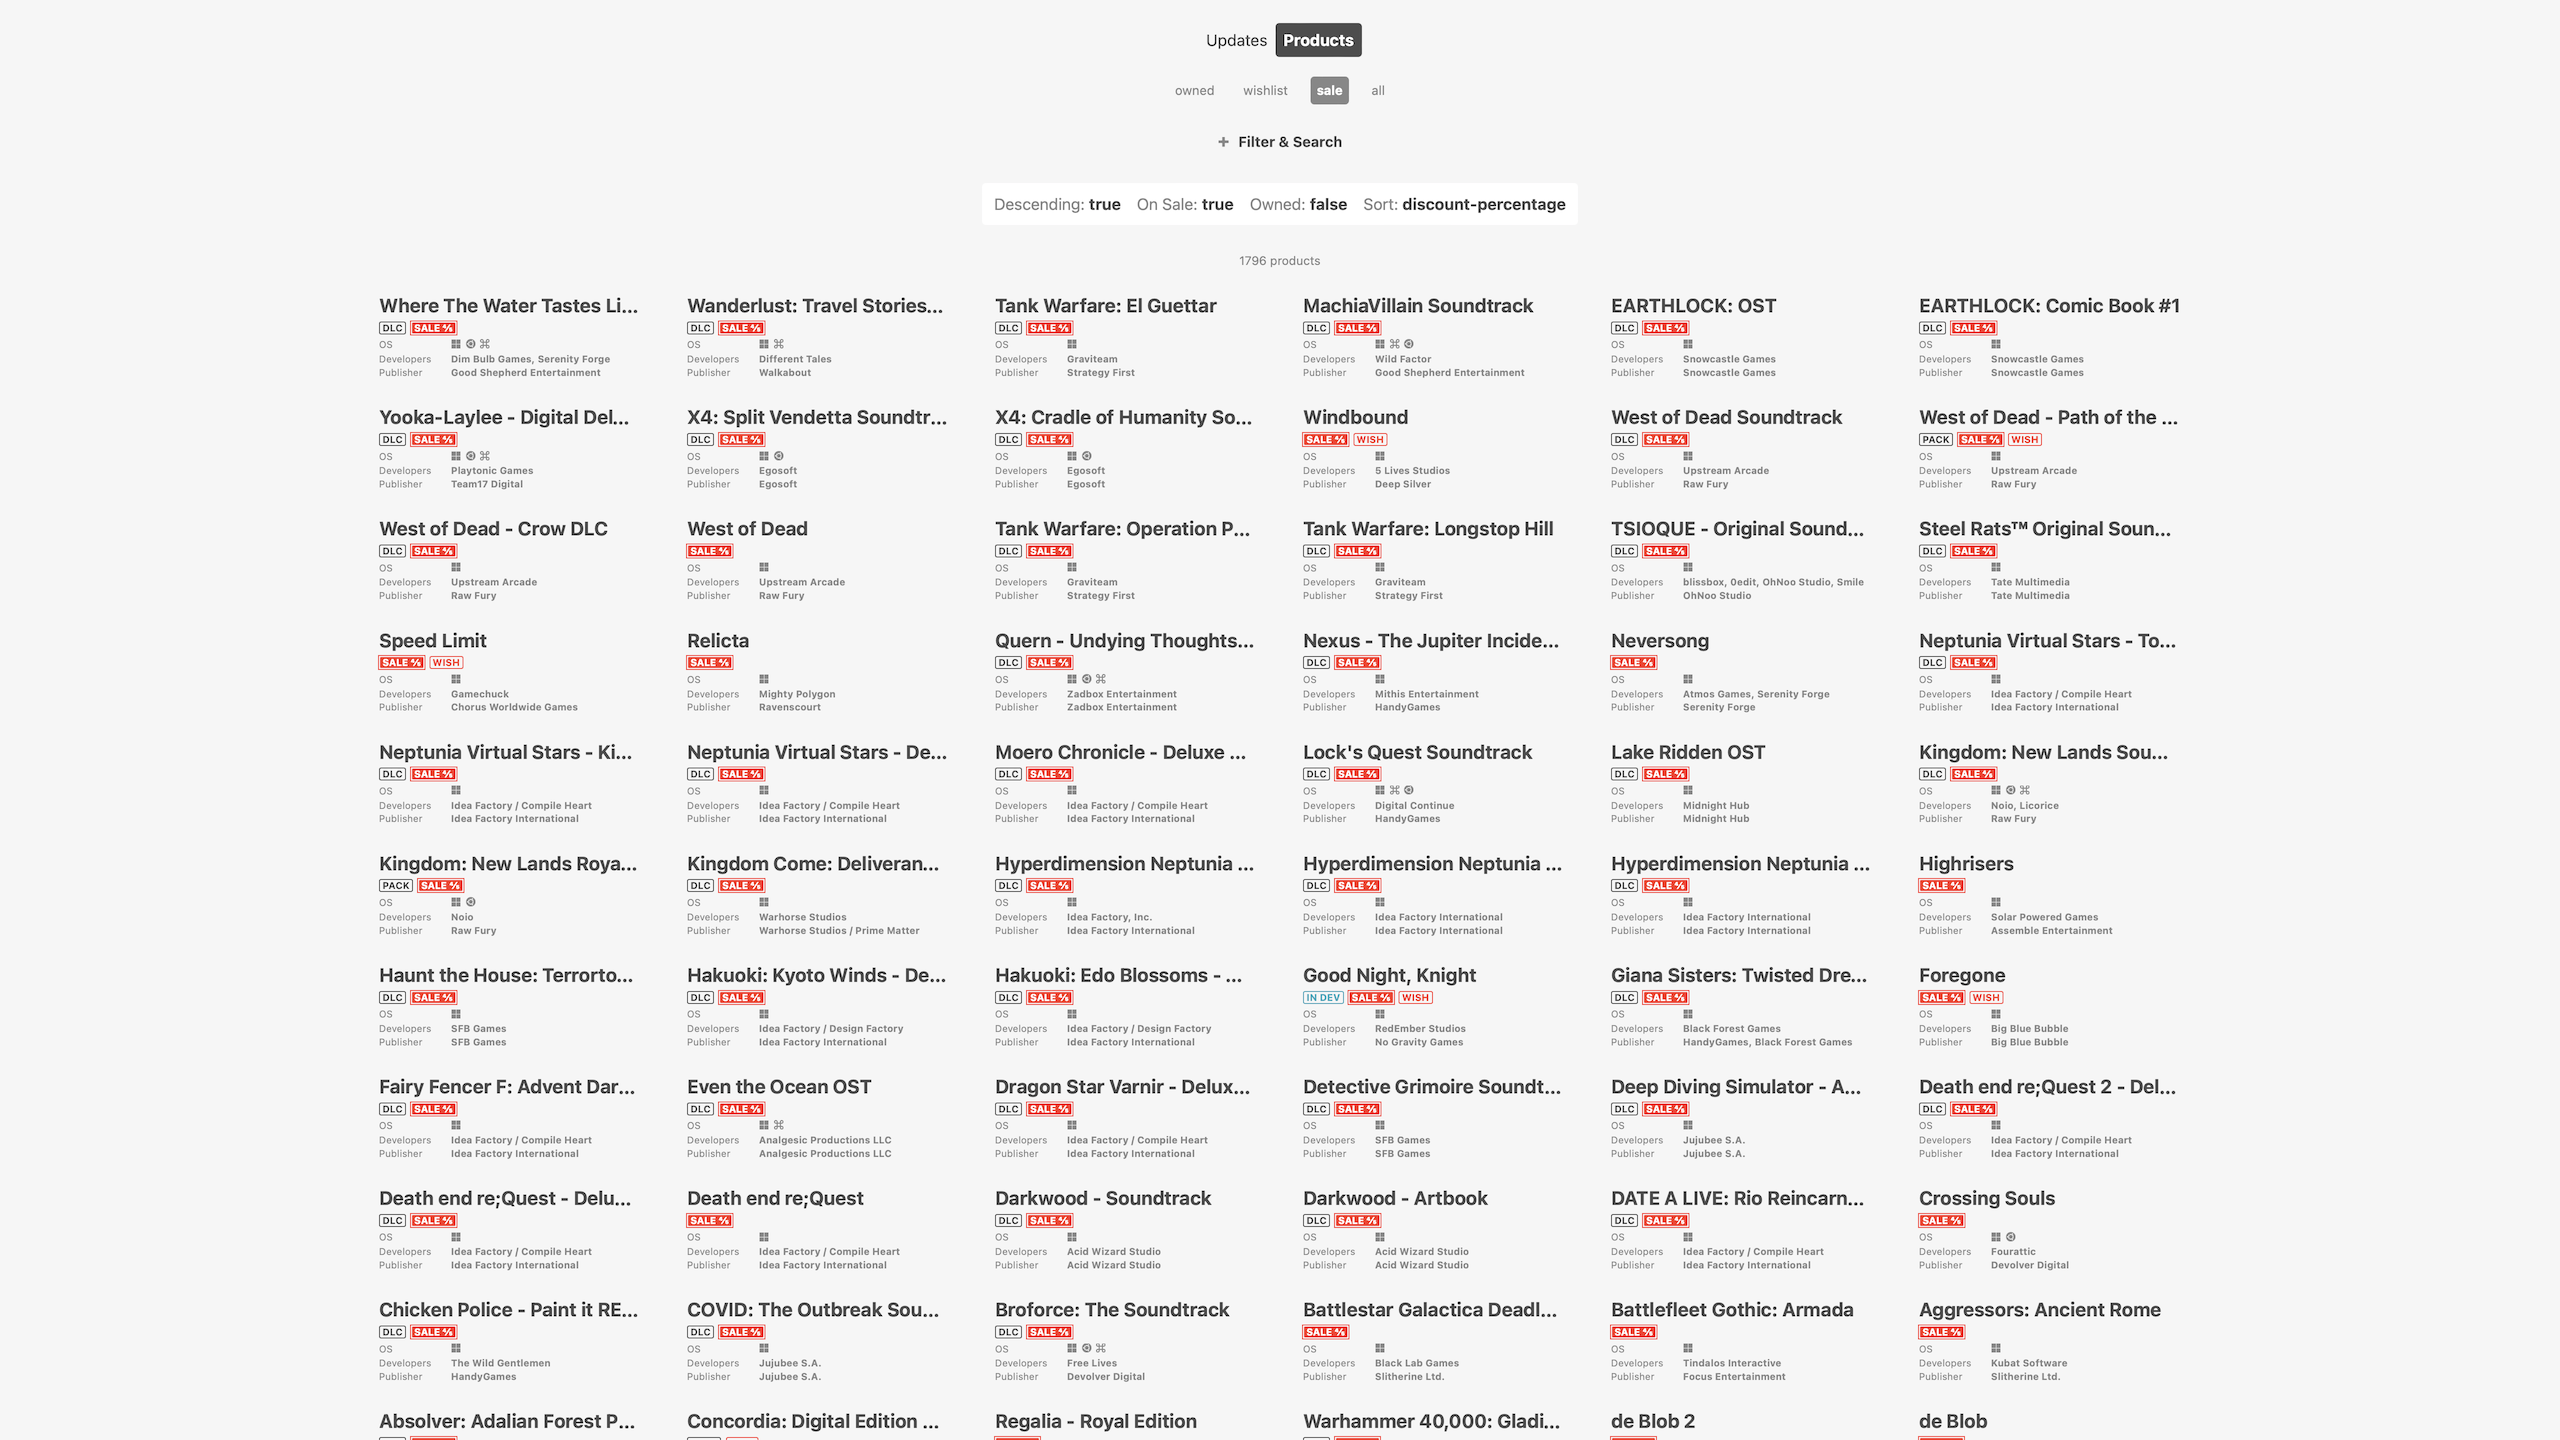 Updates Products
owned wishlist sale all
+ Filter & Search
Descending: true On Sale: true Owned: false Sort: discount-percentage
1796 products
Where The Water Tastes Li...
DLC SALE
OS
Developers Dim Bulb Games, Serenity Forge
Publisher Good Shepherd Entertainment
Wanderlust: Travel Stories...
DLC SALE
OS
Developers Different Tales
Publisher Walkabout
Tank Warfare: El Guettar
DLC SALE
OS
Developers Graviteam
Publisher Strategy First
MachiaVillain Soundtrack
DLC SALE
OS
Developers Wild Factor
Publisher Good Shepherd Entertainment
EARTHLOCK: OST
DLC SALE
OS
Developers Snowcastle Games
Publisher Snowcastle Games
EARTHLOCK: Comic Book #1
DLC SALE
OS
Developers Snowcastle Games
Publisher Snowcastle Games
Yooka-Laylee - Digital Del...
DLC SALE
OS
Developers Playtonic Games
Publisher Team17 Digital
X4: Split Vendetta Soundtr...
DLC SALE
OS
Developers Egosoft
Publisher Egosoft
X4: Cradle of Humanity So...
DLC SALE
OS
Developers Egosoft
Publisher Egosoft
Windbound
SALE WISH
OS
Developers 5 Lives Studios
Publisher Deep Silver
West of Dead Soundtrack
DLC SALE
OS
Developers Upstream Arcade
Publisher Raw Fury
West of Dead - Path of the ...
PACK SALE WISH
OS
Developers Upstream Arcade
Publisher Raw Fury
West of Dead - Crow DLC
DLC SALE
OS
Developers Upstream Arcade
Publisher Raw Fury
West of Dead
SALE
OS
Developers Upstream Arcade
Publisher Raw Fury
Tank Warfare: Operation P...
DLC SALE
OS
Developers Graviteam
Publisher Strategy First
Tank Warfare: Longstop Hill
DLC SALE
OS
Developers Graviteam
Publisher Strategy First
TSIOQUE - Original Sound...
DLC SALE
OS
Developers blissbox, 0edit, OhNoo Studio, Smile
Publisher OhNoo Studio
Steel Rats™ Original Soun...
DLC SALE
OS
Developers Tate Multimedia
Publisher Tate Multimedia
Speed Limit
SALE WISH
OS
Developers Gamechuck
Publisher Chorus Worldwide Games
Relicta
SALE
OS
Developers Mighty Polygon
Publisher Ravenscourt
Quern - Undying Thoughts...
DLC SALE
OS
Developers Zadbox Entertainment
Publisher Zadbox Entertainment
Nexus - The Jupiter Incide...
DLC SALE
OS
Developers Mithis Entertainment
Publisher HandyGames
Neversong
SALE
OS
Developers Atmos Games, Serenity Forge
Publisher Serenity Forge
Neptunia Virtual Stars - To...
DLC SALE
OS
Developers Idea Factory / Compile Heart
Publisher Idea Factory International
Neptunia Virtual Stars - Ki...
DLC SALE
OS
Developers Idea Factory / Compile Heart
Publisher Idea Factory International
Neptunia Virtual Stars - De...
DLC SALE
OS
Developers Idea Factory / Compile Heart
Publisher Idea Factory International
Moero Chronicle - Deluxe ...
DLC SALE
OS
Developers Idea Factory / Compile Heart
Publisher Idea Factory International
Lock's Quest Soundtrack
DLC SALE
OS
Developers Digital Continue
Publisher HandyGames
Lake Ridden OST
DLC SALE
OS
Developers Midnight Hub
Publisher Midnight Hub
Kingdom: New Lands Sou...
DLC SALE
OS
Developers Noio, Licorice
Publisher Raw Fury
Kingdom: New Lands Roya...
PACK SALE
OS
Developers Noio
Publisher Raw Fury
Kingdom Come: Deliveran...
DLC SALE
OS
Developers Warhorse Studios
Publisher Warhorse Studios / Prime Matter
Hyperdimension Neptunia ...
DLC SALE
OS
Developers Idea Factory, Inc.
Publisher Idea Factory International
Hyperdimension Neptunia ...
DLC SALE
OS
Developers Idea Factory International
Publisher Idea Factory International
Hyperdimension Neptunia ...
DLC SALE
OS
Developers Idea Factory International
Publisher Idea Factory International
Highrisers
SALE
OS
Developers Solar Powered Games
Publisher Assemble Entertainment
Haunt the House: Terrorto...
DLC SALE
OS
Developers SFB Games
Publisher SFB Games
Hakuoki: Kyoto Winds - De...
DLC SALE
OS
Developers Idea Factory / Design Factory
Publisher Idea Factory International
Hakuoki: Edo Blossoms - ...
DLC SALE
OS
Developers Idea Factory / Design Factory
Publisher Idea Factory International
Good Night, Knight
IN DEV SALE WISH
OS
Developers RedEmber Studios
Publisher No Gravity Games
Giana Sisters: Twisted Dre...
DLC SALE
OS
Developers Black Forest Games
Publisher HandyGames, Black Forest Games
Foregone
SALE WISH
OS
Developers Big Blue Bubble
Publisher Big Blue Bubble
Fairy Fencer F: Advent Dar...
DLC SALE
OS
Developers Idea Factory / Compile Heart
Publisher Idea Factory International
Even the Ocean OST
DLC SALE
OS
Developers Analgesic Productions LLC
Publisher Analgesic Productions LLC
Dragon Star Varnir - Delux...
DLC SALE
OS
Developers Idea Factory / Compile Heart
Publisher Idea Factory International
Detective Grimoire Soundt...
DLC SALE
OS
Developers SFB Games
Publisher SFB Games
Deep Diving Simulator - A...
DLC SALE
OS
Developers Jujubee S.A.
Publisher Jujubee S.A.
Death end re;Quest 2 - Del...
DLC SALE
OS
Developers Idea Factory / Compile Heart
Publisher Idea Factory International
Death end re;Quest - Delu...
DLC SALE
OS
Developers Idea Factory / Compile Heart
Publisher Idea Factory International
Death end re;Quest
SALE
OS
Developers Idea Factory / Compile Heart
Publisher Idea Factory International
Darkwood - Soundtrack
DLC SALE
OS
Developers Acid Wizard Studio
Publisher Acid Wizard Studio
Darkwood - Artbook
DLC SALE
OS
Developers Acid Wizard Studio
Publisher Acid Wizard Studio
DATE A LIVE: Rio Reincarn...
DLC SALE
OS
Developers Idea Factory / Compile Heart
Publisher Idea Factory International
Crossing Souls
SALE
OS
Developers Fourattic
Publisher Devolver Digital
Chicken Police - Paint it RE...
DLC SALE
OS
Developers The Wild Gentlemen
Publisher HandyGames
COVID: The Outbreak Sou...
DLC SALE
OS
Developers Jujubee S.A.
Publisher Jujubee S.A.
Broforce: The Soundtrack
DLC SALE
OS
Developers Free Lives
Publisher Devolver Digital
Battlestar Galactica Deadl...
SALE
OS
Developers Black Lab Games
Publisher Slitherine Ltd.
Battlefleet Gothic: Armada
SALE
OS
Developers Tindalos Interactive
Publisher Focus Entertainment
Aggressors: Ancient Rome
SALE
OS
Developers Kubat Software
Publisher Slitherine Ltd.
Absolver: Adalian Forest P...
Concordia: Digital Edition ...
Regalia - Royal Edition
Warhammer 40,000: Gladi...
de Blob 2
de Blob